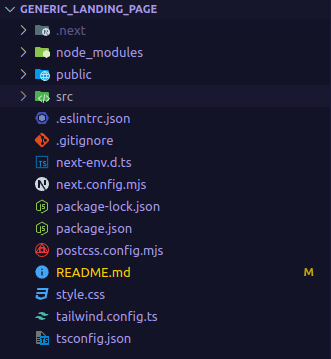 GENERIC_LANDING_PAGE
.next
node_modules
public
src
.eslintrc.json
.gitignore
next-env.d.ts
next.config.mjs
package-lock.json
package.json
postcss.config.mjs
README.md M
style.css
tailwind.config.ts
tsconfig.json